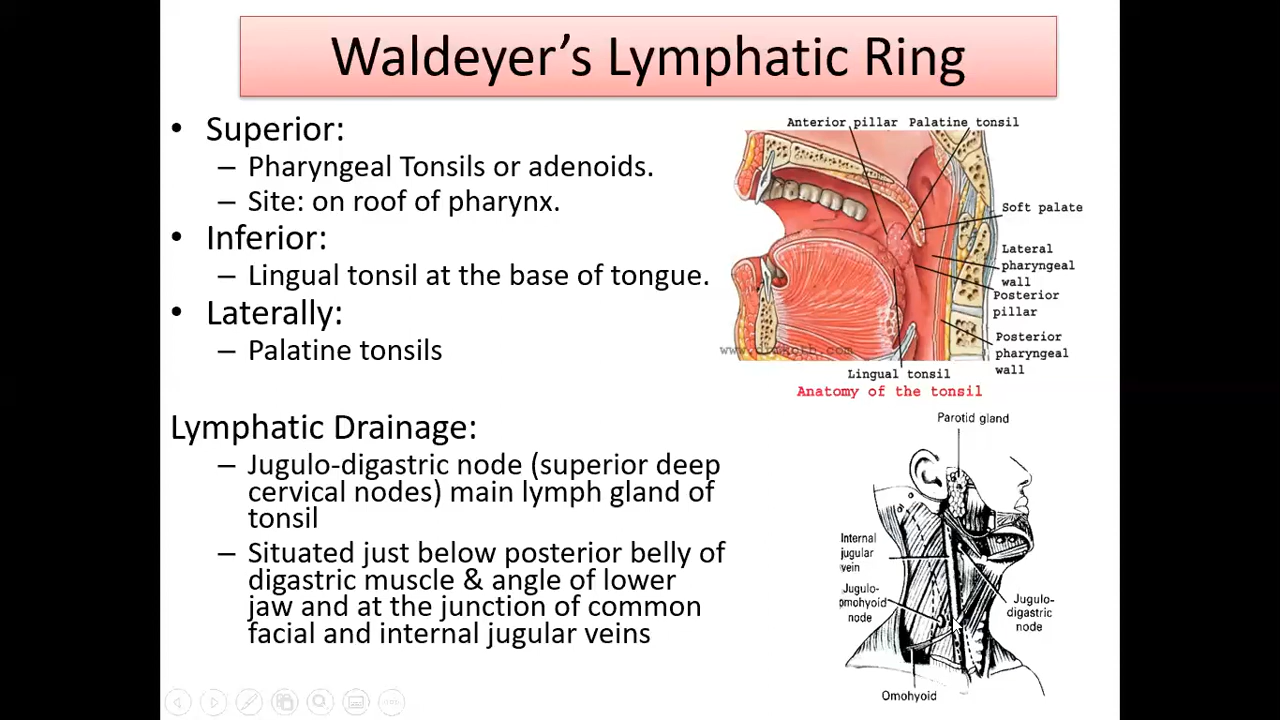 Waldeyer’s Lymphatic Ring
• Superior:
– Pharyngeal Tonsils or adenoids.
– Site: on roof of pharynx.
• Inferior:
– Lingual tonsil at the base of tongue.
• Laterally:
– Palatine tonsils
Lymphatic Drainage:
– Jugulo-digastric node (superior deep
cervical nodes) main lymph gland of
tonsil
– Situated just below posterior belly of
digastric muscle & angle of lower
jaw and at the junction of common
facial and internal jugular veins
Anterior pillar
Palatine tonsil
Soft palate
Lateral
pharyngeal
wall
Posterior
pillar
Posterior
pharyngeal
wall
Lingual tonsil
Anatomy of the tonsil
Parotid gland
Internal
jugular
vein
Jugulo-
omohyoid
node
Jugulo-
digastric
node
Omohyoid